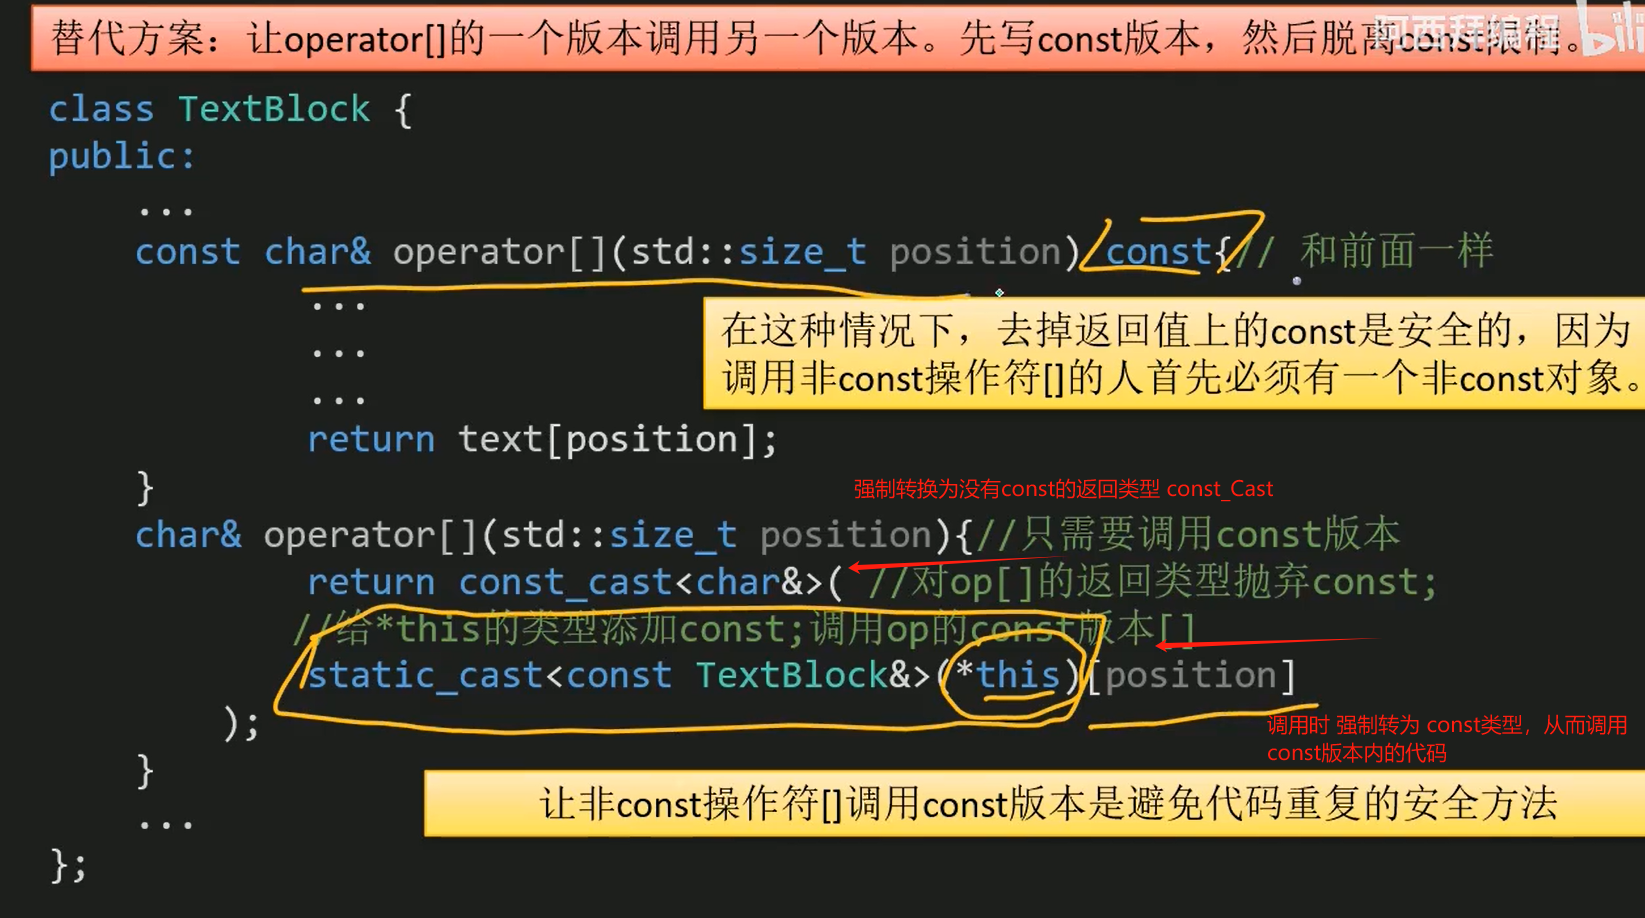 替代方案：让operator[]的一个版本调用另一个版本。先写const版本，然后脱离const限制。
阿西拜编程 bili
class TextBlock {
public:
...
const char& operator[](std::size_t position) const{// 和前面一样
...
在这种情况下，去掉返回值上的const是安全的，因为
调用非const操作符[]的人首先必须有一个非const对象。
...
...
return text[position];
}
强制转换为没有const的返回类型 const_Cast
char& operator[](std::size_t position){//只需要调用const版本
return const_cast<char&>( //对op[]的返回类型抛弃const;
//给*this的类型添加const;调用op的const版本[]
static_cast<const TextBlock&>(*this)[position]
);
调用时 强制转为 const类型，从而调用
const版本内的代码
}
让非const操作符[]调用const版本是避免代码重复的安全方法
...
};